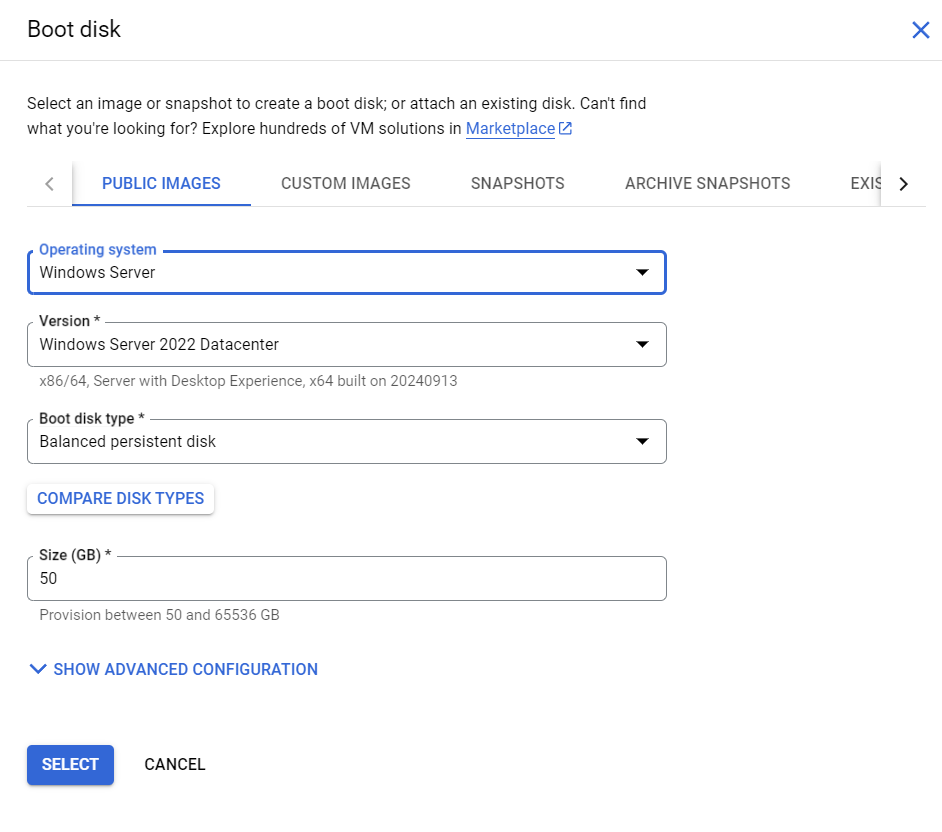 Boot disk
Select an image or snapshot to create a boot disk; or attach an existing disk. Can't find
what you're looking for? Explore hundreds of VM solutions in Marketplace
PUBLIC IMAGES CUSTOM IMAGES SNAPSHOTS ARCHIVE SNAPSHOTS EXIS
Operating system
Windows Server
Version *
Windows Server 2022 Datacenter
x86/64, Server with Desktop Experience, x64 built on 20240913
Boot disk type *
Balanced persistent disk
COMPARE DISK TYPES
Size (GB) *
50
Provision between 50 and 65536 GB
SHOW ADVANCED CONFIGURATION
SELECT CANCEL